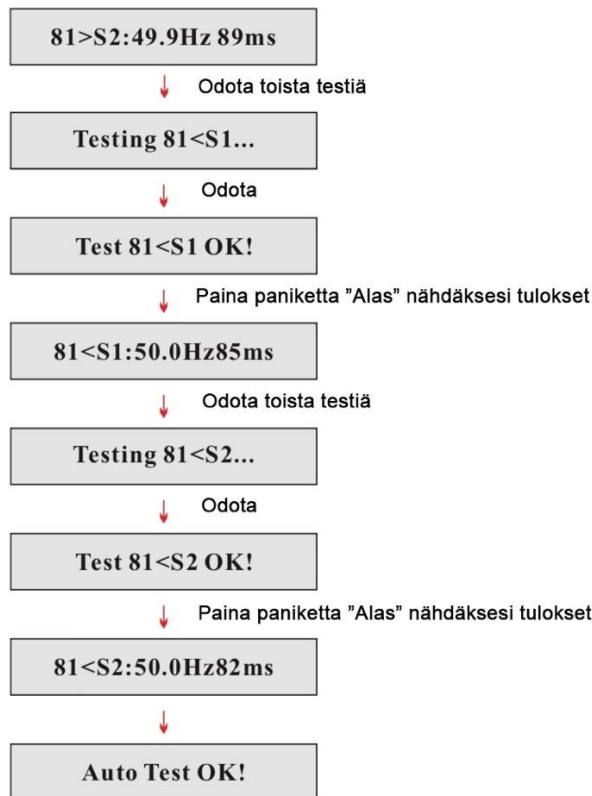 81>S2:49.9Hz 89ms
Odota toista testiä
Testing 81<S1...
Odota
Test 81<S1 OK!
Paina paniketta ”Alas” nähdäksesi tulokset
81<S1:50.0Hz85ms
Odota toista testiä
Testing 81<S2...
Odota
Test 81<S2 OK!
Paina paniketta ”Alas” nähdäksesi tulokset
81<S2:50.0Hz82ms
Auto Test OK!